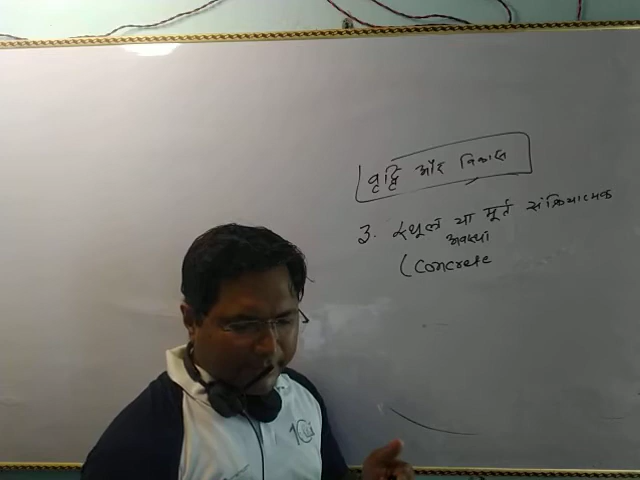 वृद्धि और विकास
3. स्थूल या मूर्त संक्रियात्मक
अवस्था
(Concrete